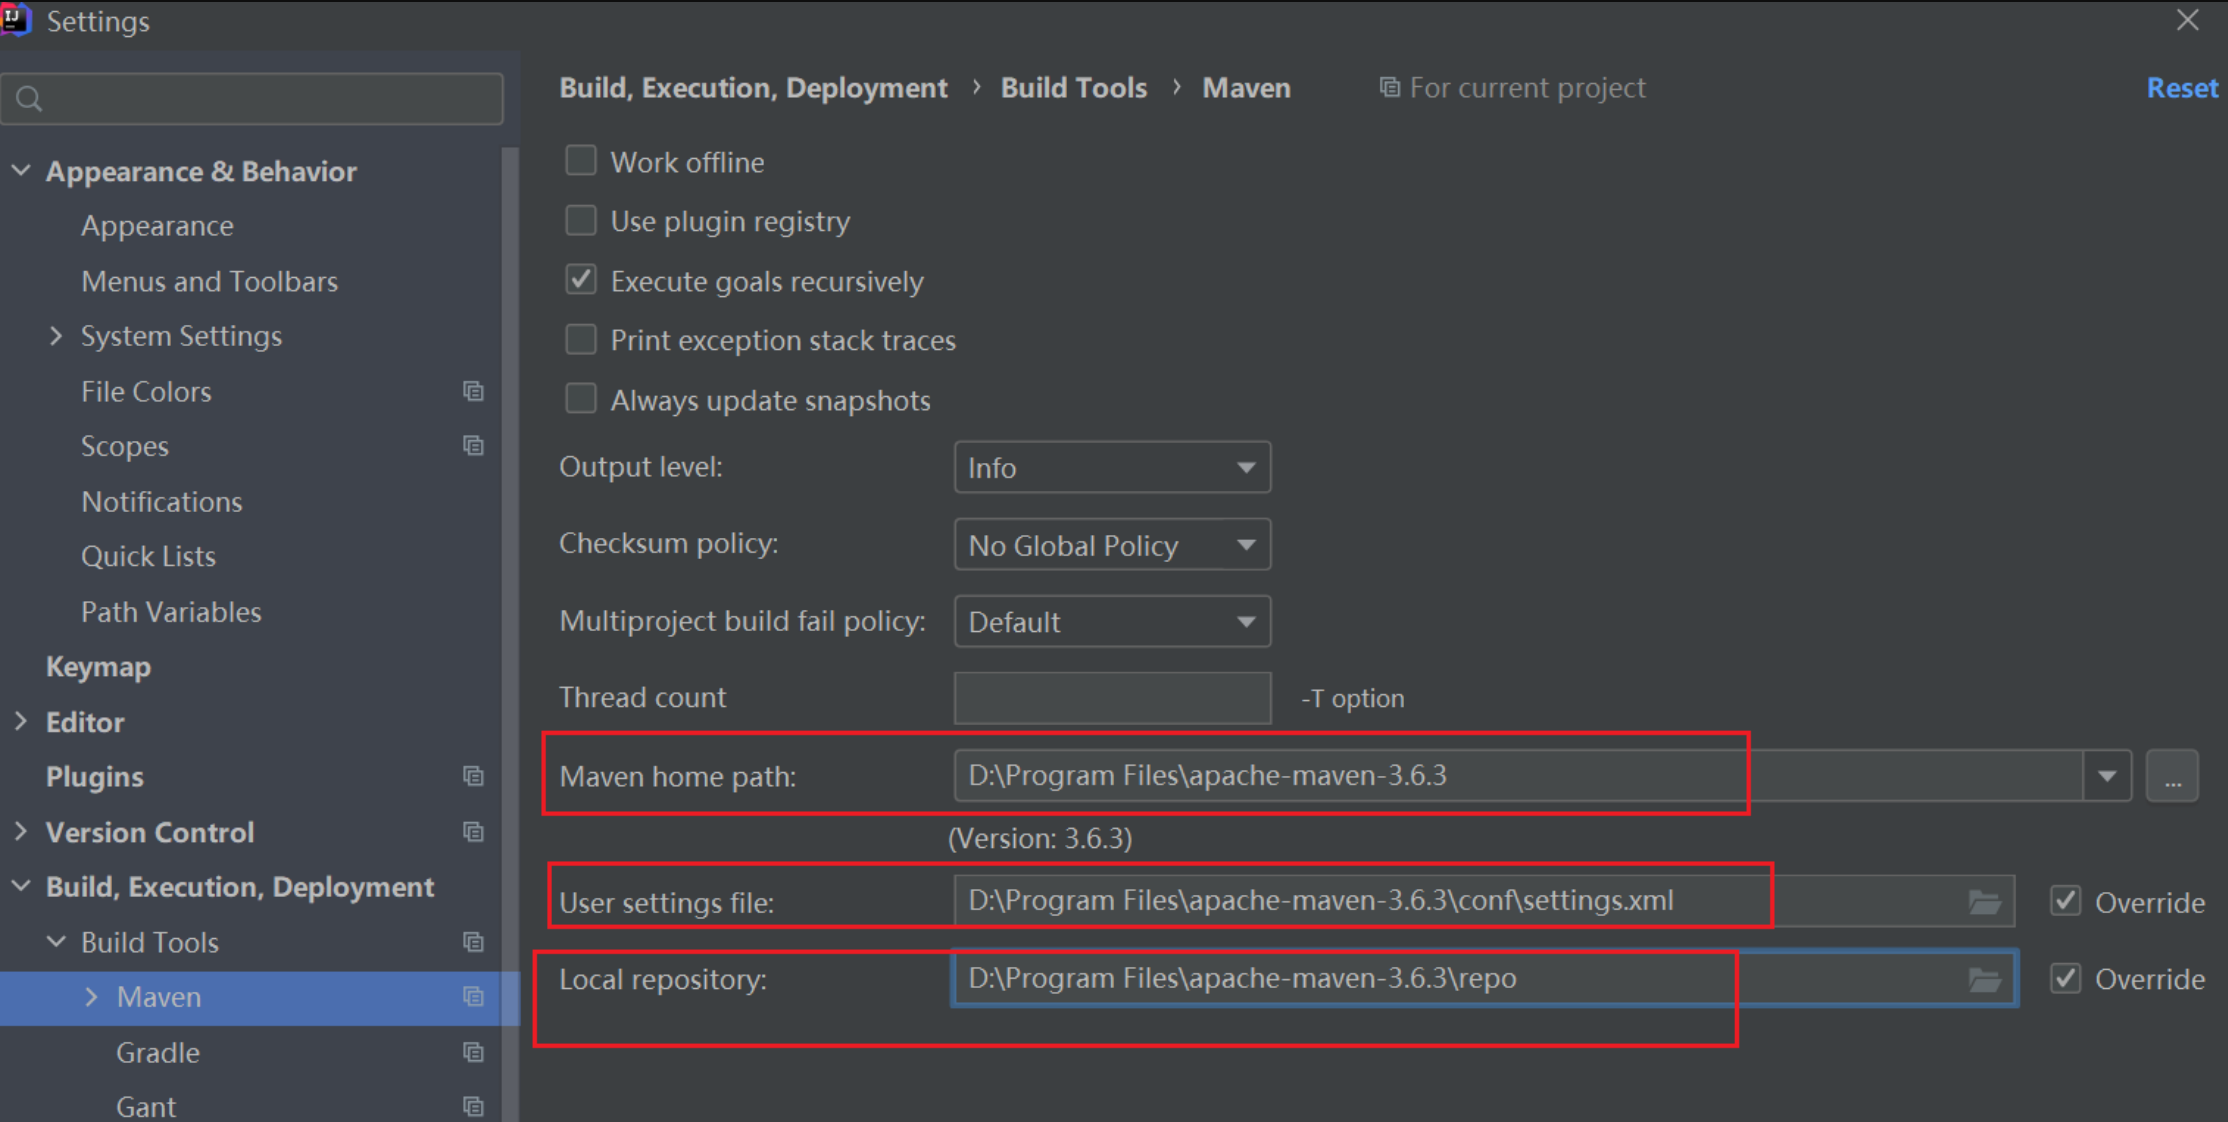 Settings
Appearance & Behavior
Appearance
Menus and Toolbars
System Settings
File Colors
Scopes
Notifications
Quick Lists
Path Variables
Keymap
Editor
Plugins
Version Control
Build, Execution, Deployment
Build Tools
Maven
Gradle
Gant
Build, Execution, Deployment › Build Tools › Maven For current project Reset
Work offline
Use plugin registry
Execute goals recursively
Print exception stack traces
Always update snapshots
Output level: Info
Checksum policy: No Global Policy
Multiproject build fail policy: Default
Thread count -T option
Maven home path: D:\Program Files\apache-maven-3.6.3 ...
(Version: 3.6.3)
User settings file: D:\Program Files\apache-maven-3.6.3\conf\settings.xml Override
Local repository: D:\Program Files\apache-maven-3.6.3\repo Override